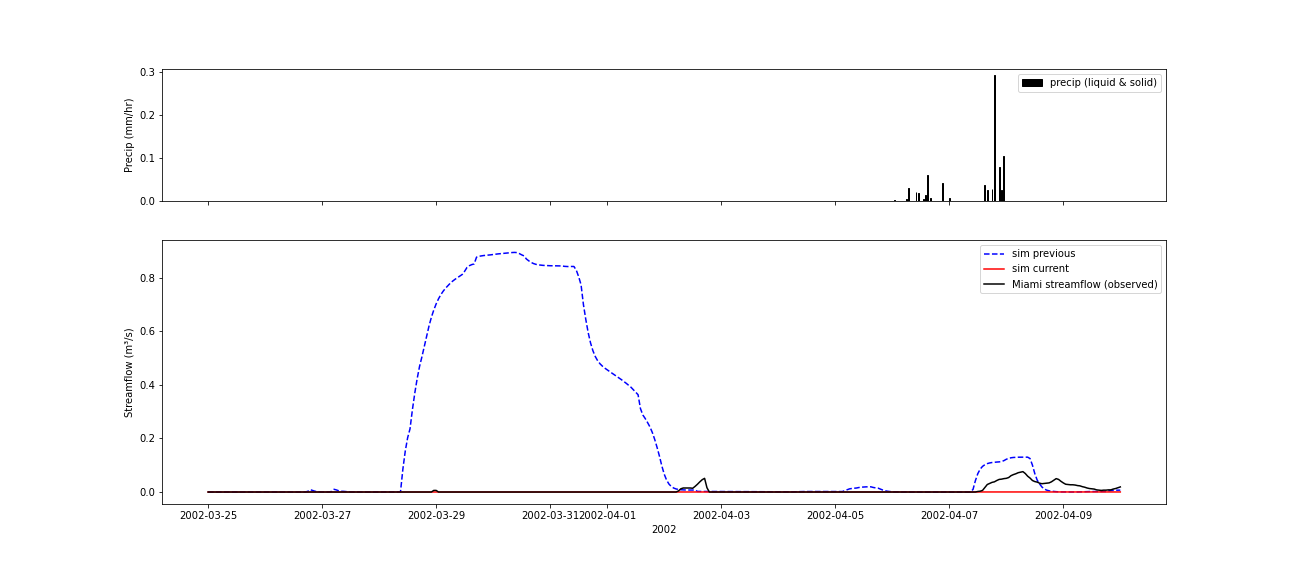 0.3
0.2
0.1
0.0
Precip (mm/hr)
precip (liquid & solid)
0.8
0.6
0.4
0.2
0.0
Streamflow (m³/s)
sim previous
sim current
Miami streamflow (observed)
2002-03-25 2002-03-27 2002-03-29 2002-03-31 2002-04-01 2002-04-03 2002-04-05 2002-04-07 2002-04-09
2002